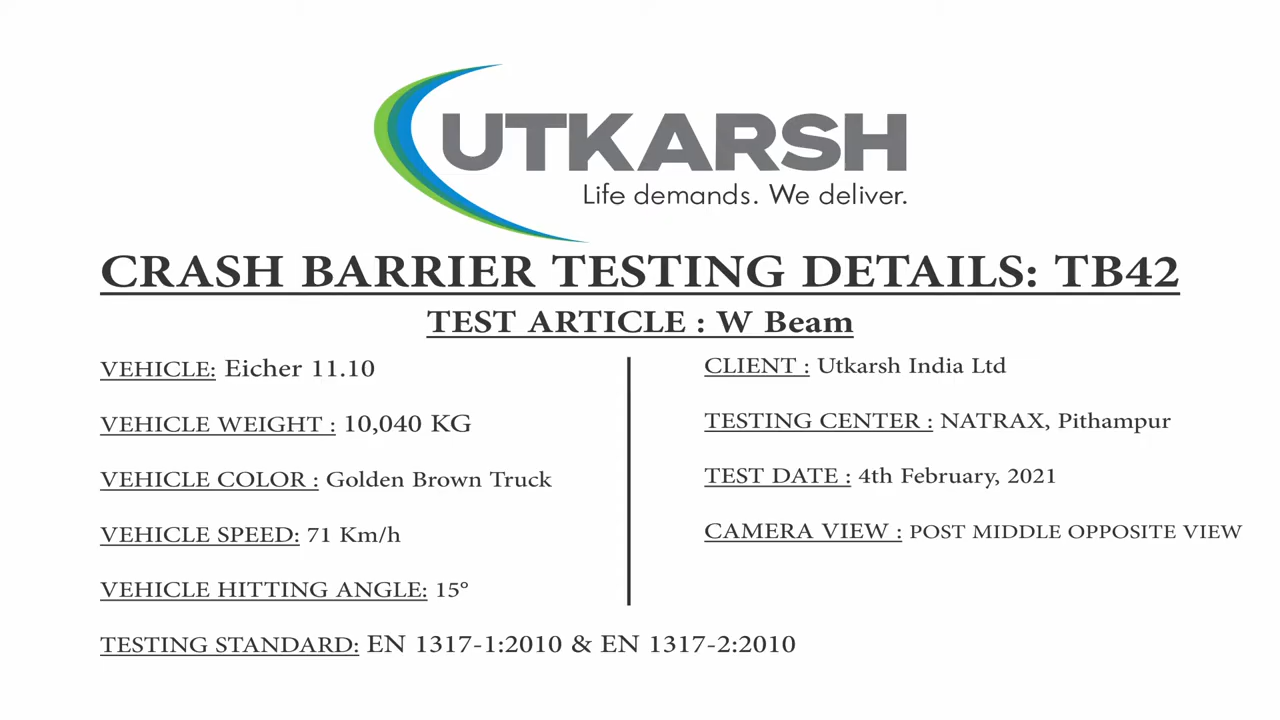 UTKARSH
Life demands. We deliver.
CRASH BARRIER TESTING DETAILS: TB42
TEST ARTICLE : W Beam
VEHICLE: Eicher 11.10
VEHICLE WEIGHT : 10,040 KG
VEHICLE COLOR : Golden Brown Truck
VEHICLE SPEED: 71 Km/h
VEHICLE HITTING ANGLE: 15°
TESTING STANDARD: EN 1317-1:2010 & EN 1317-2:2010
CLIENT : Utkarsh India Ltd
TESTING CENTER : NATRAX, Pithampur
TEST DATE : 4th February, 2021
CAMERA VIEW : POST MIDDLE OPPOSITE VIEW